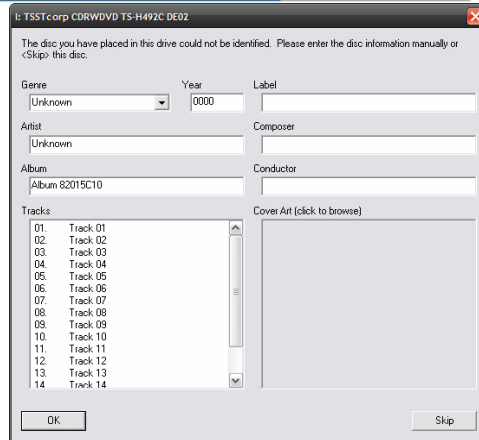 I: TSSTcorp CDRWDVD TS-H492C DE02
The disc you have placed in this drive could not be identified. Please enter the disc information manually or
<Skip> this disc.
Genre
Year
Label
Unknown
0000
Artist
Composer
Unknown
Album
Conductor
Album 82015C10
Tracks
Cover Art (click to browse)
01. Track 01
02. Track 02
03. Track 03
04. Track 04
05. Track 05
06. Track 06
07. Track 07
08. Track 08
09. Track 09
10. Track 10
11. Track 11
12. Track 12
13. Track 13
14 Track 14
OK
Skip